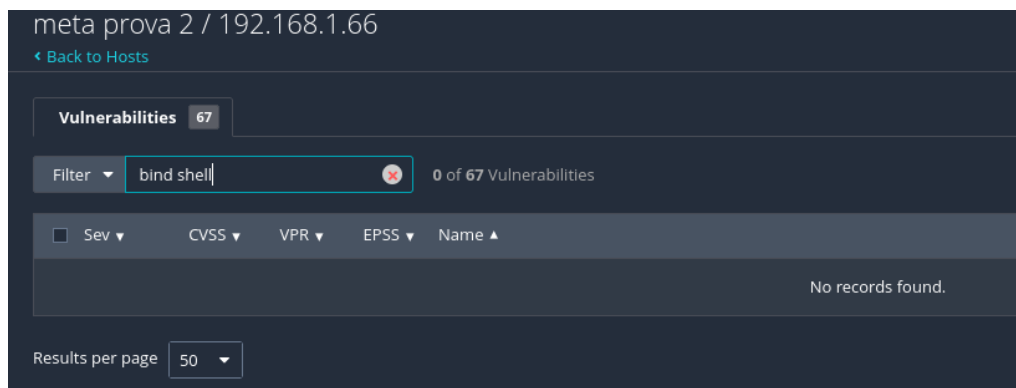 meta prova 2 / 192.168.1.66
Back to Hosts
Vulnerabilities 67
Filter bind shell 0 of 67 Vulnerabilities
Sev CVSS VPR EPSS Name
No records found.
Results per page 50